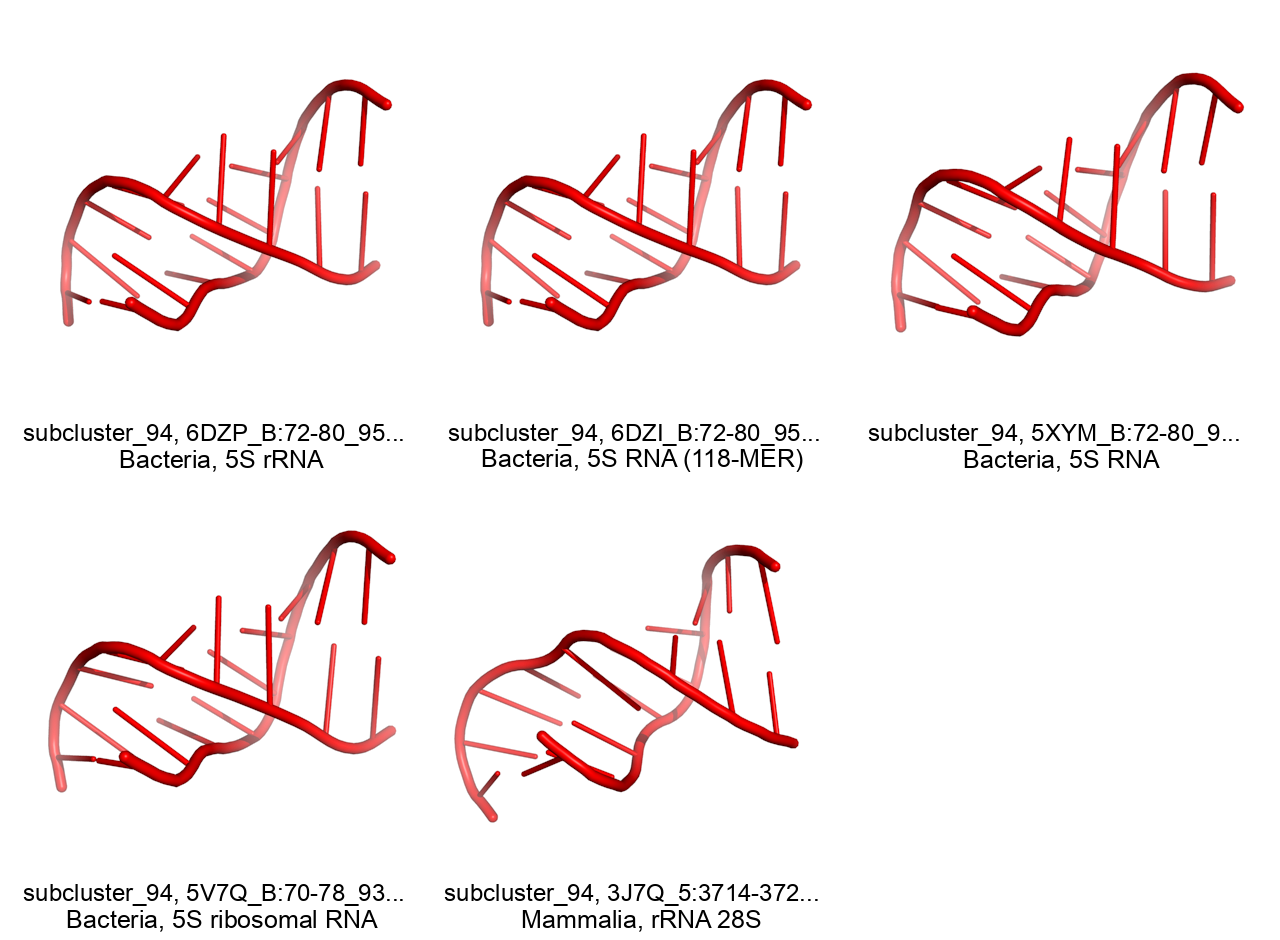 subcluster_94, 6DZP_B:72-80_95...
Bacteria, 5S rRNA
subcluster_94, 6DZI_B:72-80_95...
Bacteria, 5S RNA (118-MER)
subcluster_94, 5XYM_B:72-80_9...
Bacteria, 5S RNA
subcluster_94, 5V7Q_B:70-78_93...
Bacteria, 5S ribosomal RNA
subcluster_94, 3J7Q_5:3714-372...
Mammalia, rRNA 28S